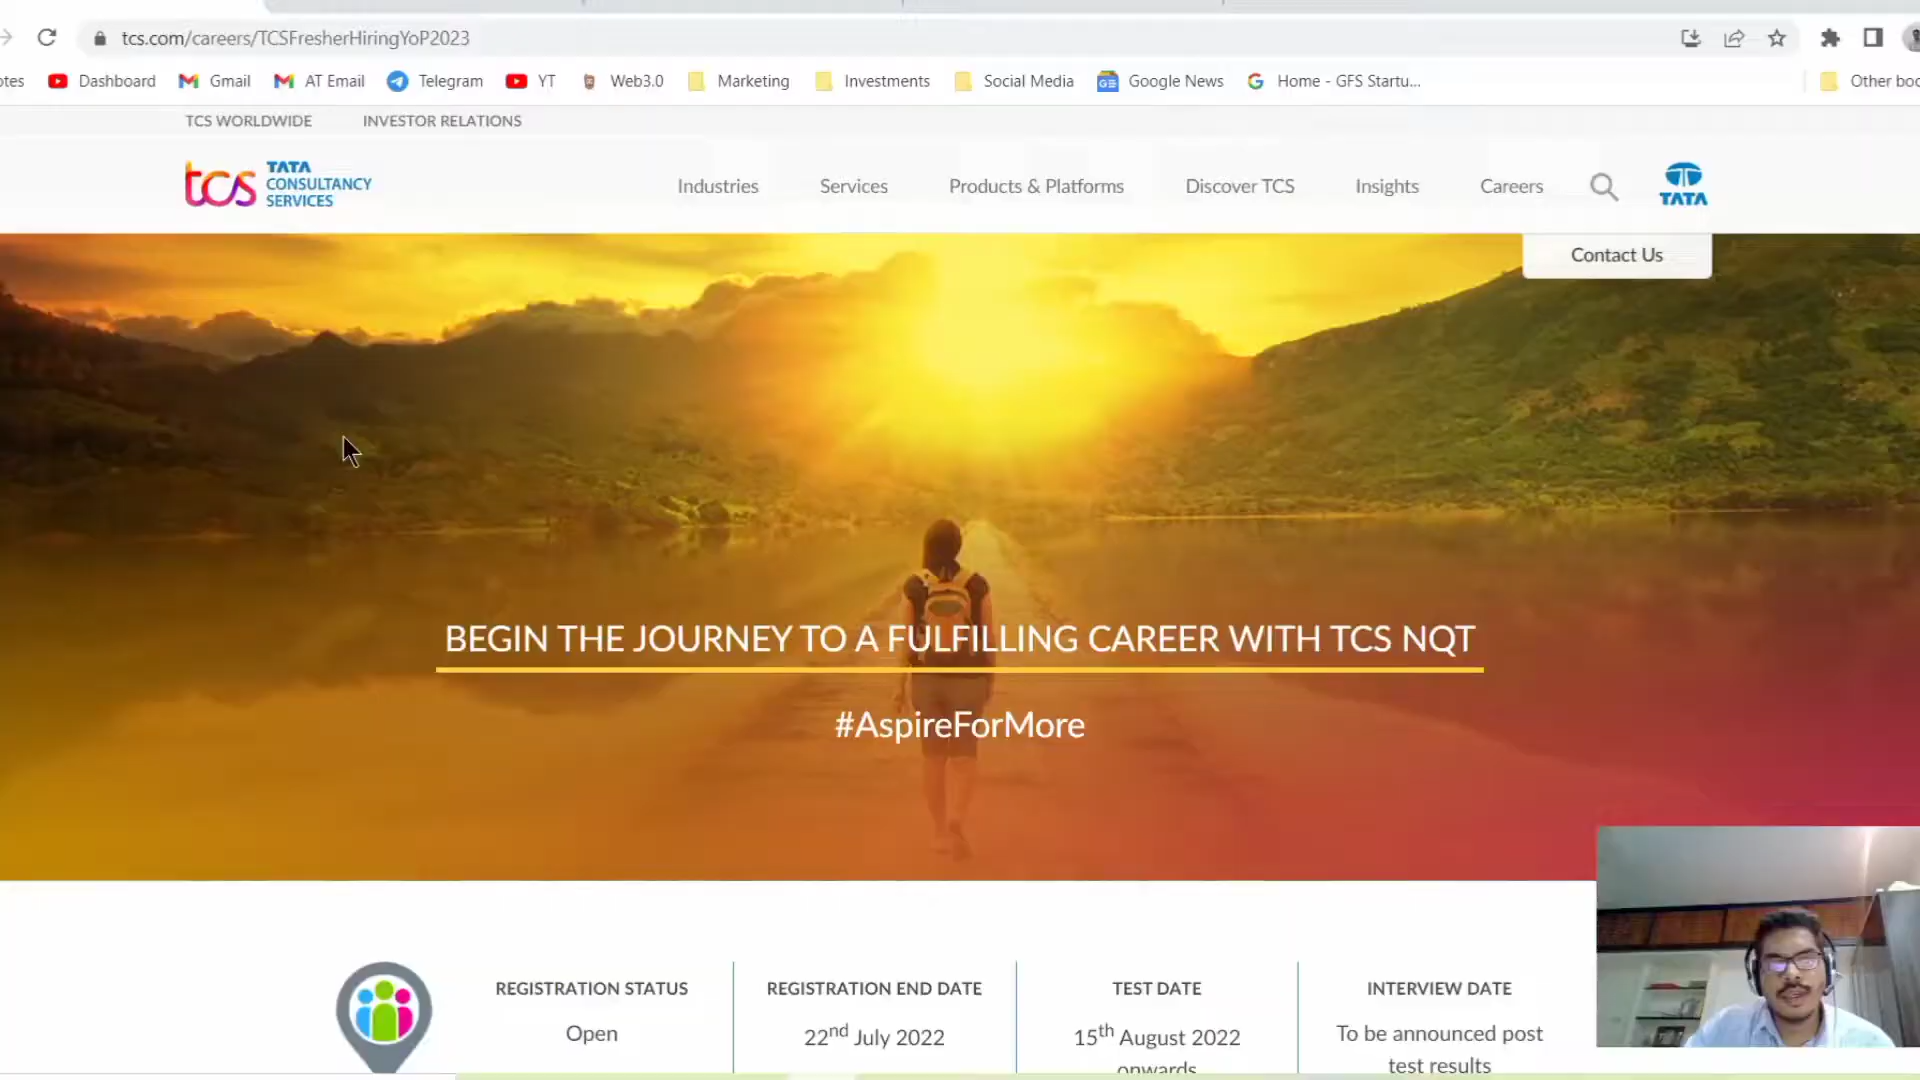 tcs.com/careers/TCSFresherHiringYoP2023
otes Dashboard Gmail AT Email Telegram YT Web3.0 Marketing Investments Social Media Google News Home - GFS Startu... Other boo
TCS WORLDWIDE INVESTOR RELATIONS
tcs TATA CONSULTANCY SERVICES
Industries Services Products & Platforms Discover TCS Insights Careers TATA
Contact Us
BEGIN THE JOURNEY TO A FULFILLING CAREER WITH TCS NQT
#AspireForMore
REGISTRATION STATUS
Open
REGISTRATION END DATE
22nd July 2022
TEST DATE
15th August 2022
onwards
INTERVIEW DATE
To be announced post
test results